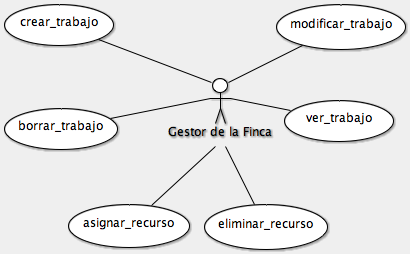 crear_trabajo
modificar_trabajo
borrar_trabajo
ver_trabajo
Gestor de la Finca
asignar_recurso
eliminar_recurso